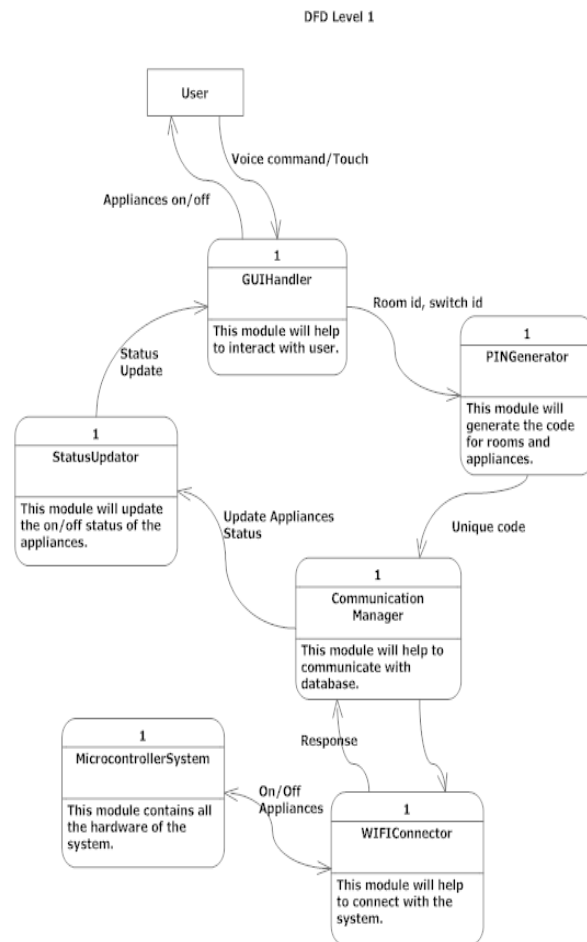 DFD Level 1
User
Voice command/Touch
Appliances on/off
1
GUIHandler
This module will help
to interact with user.
Room id, switch id
1
PINGenerator
This module will
generate the code
for rooms and
appliances.
Status
Update
1
StatusUpdator
This module will update
the on/off status of the
appliances.
Update Appliances
Status
Unique code
1
Communication
Manager
This module will help to
communicate with
database.
Response
1
MicrocontrollerSystem
This module contains all
the hardware of the
system.
On/Off
Appliances
1
WIFIConnector
This module will help
to connect with the
system.